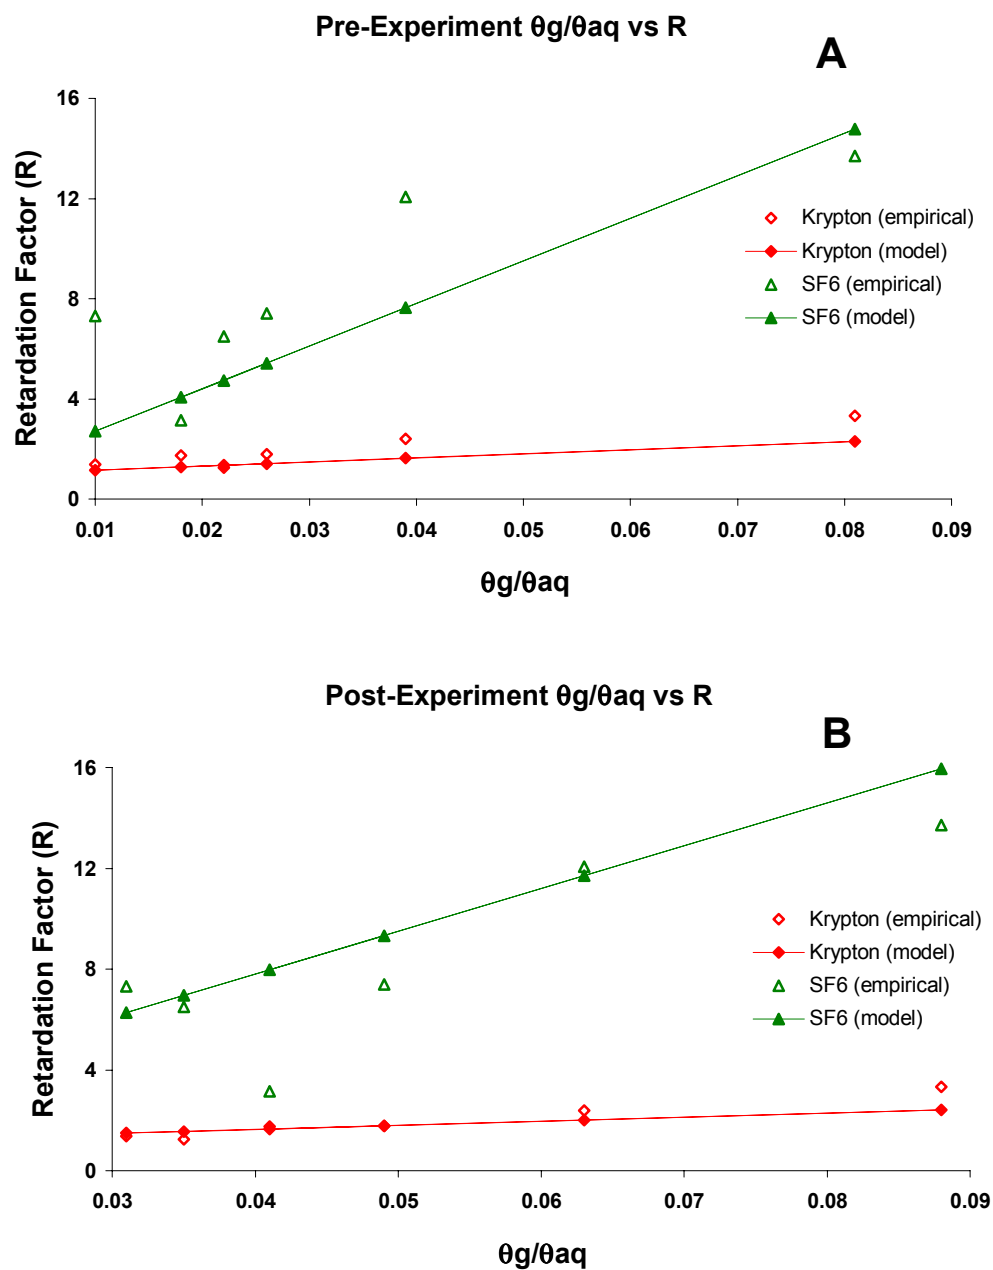 Pre-Experiment θg/θaq vs R
A
16
12
8
4
0
Retardation Factor (R)
0.01 0.02 0.03 0.04 0.05 0.06 0.07 0.08 0.09
θg/θaq
Krypton (empirical)
Krypton (model)
SF6 (empirical)
SF6 (model)
Post-Experiment θg/θaq vs R
B
16
12
8
4
0
Retardation Factor (R)
0.03 0.04 0.05 0.06 0.07 0.08 0.09
θg/θaq
Krypton (empirical)
Krypton (model)
SF6 (empirical)
SF6 (model)